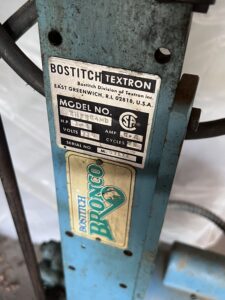 BOSTITCH TEXTRON
Bostitch Division of Textron Inc.
EAST GREENWICH, R.I. 02818, U.S.A.
MODEL NO.
H.P. AMP
VOLTS CYCLES
SERIAL NO.
BOSTITCH
BRONCO